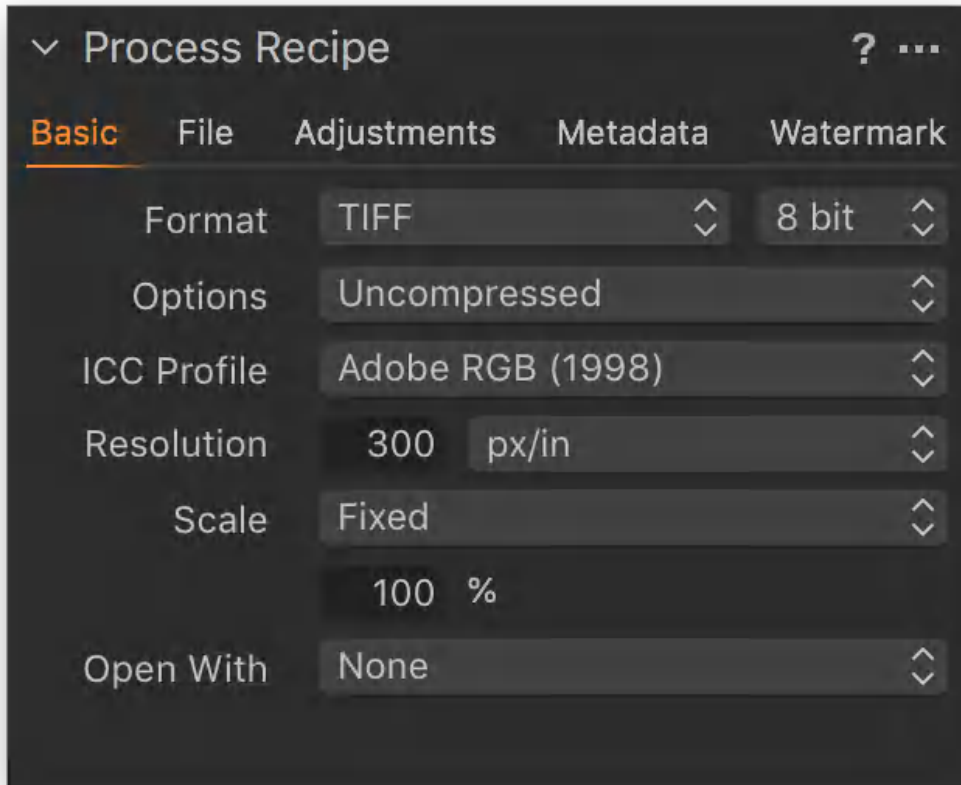 Process Recipe ? ...
Basic File Adjustments Metadata Watermark
Format TIFF 8 bit
Options Uncompressed
ICC Profile Adobe RGB (1998)
Resolution 300 px/in
Scale Fixed
100 %
Open With None